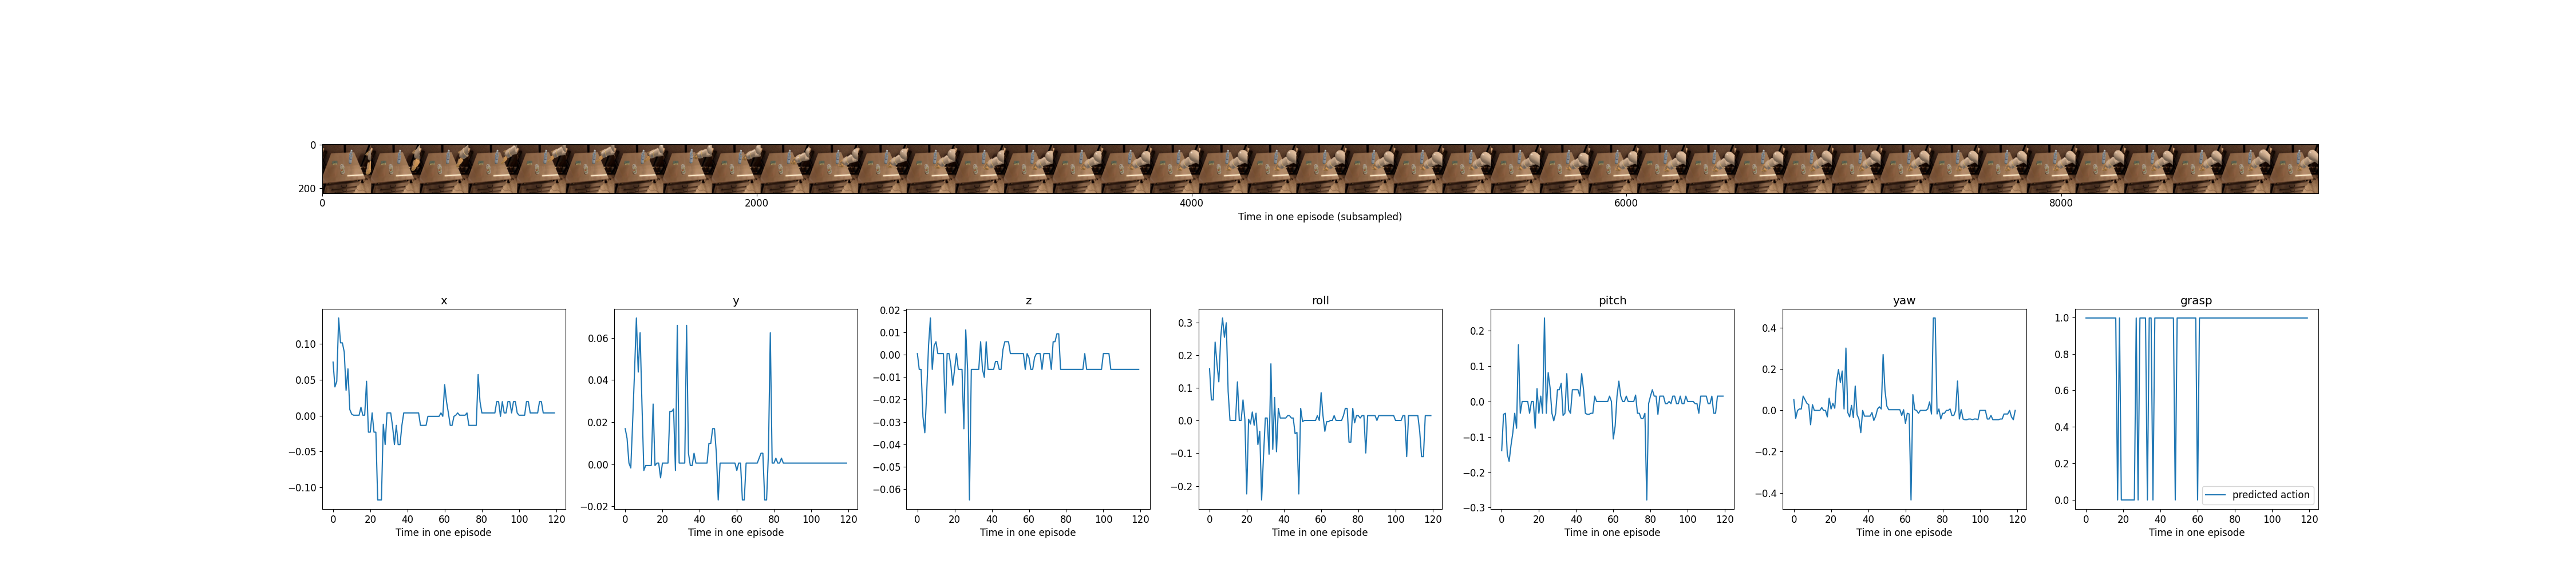 0
200
0 2000 4000 6000 8000
Time in one episode (subsampled)
x
0.10
0.05
0.00
−0.05
−0.10
0 20 40 60 80 100 120
Time in one episode
y
0.06
0.04
0.02
0.00
−0.02
0 20 40 60 80 100 120
Time in one episode
z
0.02
0.01
0.00
−0.01
−0.02
−0.03
−0.04
−0.05
−0.06
0 20 40 60 80 100 120
Time in one episode
roll
0.3
0.2
0.1
0.0
−0.1
−0.2
0 20 40 60 80 100 120
Time in one episode
pitch
0.2
0.1
0.0
−0.1
−0.2
−0.3
0 20 40 60 80 100 120
Time in one episode
yaw
0.4
0.2
0.0
−0.2
−0.4
0 20 40 60 80 100 120
Time in one episode
grasp
1.0
0.8
0.6
0.4
0.2
0.0
predicted action
0 20 40 60 80 100 120
Time in one episode